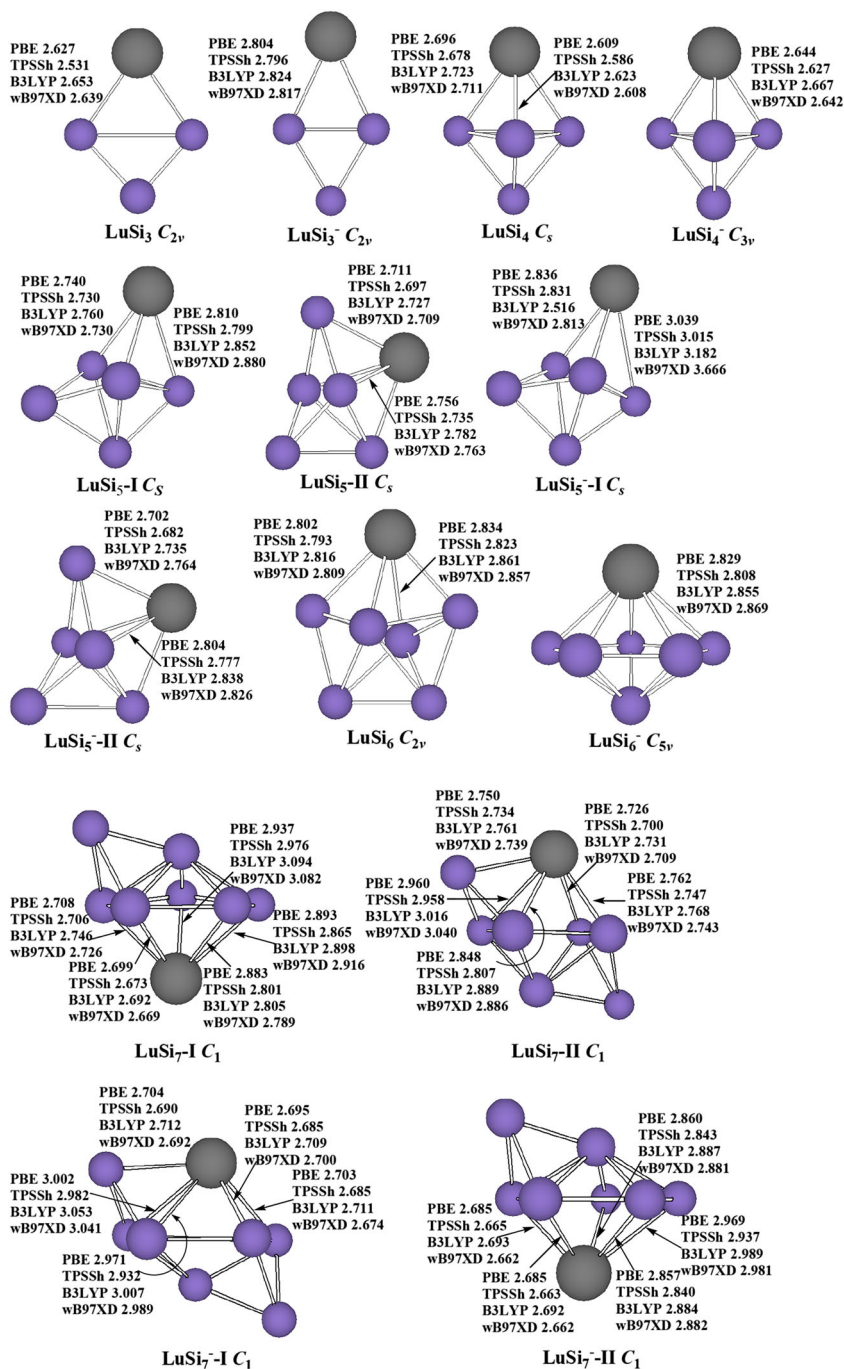 PBE 2.627
TPSSh 2.531
B3LYP 2.653
wB97XD 2.639
PBE 2.804
TPSSh 2.796
B3LYP 2.824
wB97XD 2.817
PBE 2.696
TPSSh 2.678
B3LYP 2.723
wB97XD 2.711
PBE 2.609
TPSSh 2.586
B3LYP 2.623
wB97XD 2.608
PBE 2.644
TPSSh 2.627
B3LYP 2.667
wB97XD 2.642
LuSi₃ C₂ᵥ
LuSi₃⁻ C₂ᵥ
LuSi₄ Cₛ
LuSi₄⁻ C₃ᵥ
PBE 2.740
TPSSh 2.730
B3LYP 2.760
wB97XD 2.730
PBE 2.810
TPSSh 2.799
B3LYP 2.852
wB97XD 2.880
PBE 2.711
TPSSh 2.697
B3LYP 2.727
wB97XD 2.709
PBE 2.756
TPSSh 2.735
B3LYP 2.782
wB97XD 2.763
PBE 2.836
TPSSh 2.831
B3LYP 2.516
wB97XD 2.813
PBE 3.039
TPSSh 3.015
B3LYP 3.182
wB97XD 3.666
LuSi₅-I C_S
LuSi₅-II Cₛ
LuSi₅⁻-I Cₛ
PBE 2.702
TPSSh 2.682
B3LYP 2.735
wB97XD 2.764
PBE 2.804
TPSSh 2.777
B3LYP 2.838
wB97XD 2.826
PBE 2.802
TPSSh 2.793
B3LYP 2.816
wB97XD 2.809
PBE 2.834
TPSSh 2.823
B3LYP 2.861
wB97XD 2.857
PBE 2.829
TPSSh 2.808
B3LYP 2.855
wB97XD 2.869
LuSi₅⁻-II Cₛ
LuSi₆ C₂ᵥ
LuSi₆⁻ C₅ᵥ
PBE 2.937
TPSSh 2.976
B3LYP 3.094
wB97XD 3.082
PBE 2.708
TPSSh 2.706
B3LYP 2.746
wB97XD 2.726
PBE 2.893
TPSSh 2.865
B3LYP 2.898
wB97XD 2.916
PBE 2.699
TPSSh 2.673
B3LYP 2.692
wB97XD 2.669
PBE 2.883
TPSSh 2.801
B3LYP 2.805
wB97XD 2.789
PBE 2.750
TPSSh 2.734
B3LYP 2.761
wB97XD 2.739
PBE 2.726
TPSSh 2.700
B3LYP 2.731
wB97XD 2.709
PBE 2.960
TPSSh 2.958
B3LYP 3.016
wB97XD 3.040
PBE 2.762
TPSSh 2.747
B3LYP 2.768
wB97XD 2.743
PBE 2.848
TPSSh 2.807
B3LYP 2.889
wB97XD 2.886
LuSi₇-I C₁
LuSi₇-II C₁
PBE 2.704
TPSSh 2.690
B3LYP 2.712
wB97XD 2.692
PBE 2.695
TPSSh 2.685
B3LYP 2.709
wB97XD 2.700
PBE 3.002
TPSSh 2.982
B3LYP 3.053
wB97XD 3.041
PBE 2.703
TPSSh 2.685
B3LYP 2.711
wB97XD 2.674
PBE 2.971
TPSSh 2.932
B3LYP 3.007
wB97XD 2.989
PBE 2.860
TPSSh 2.843
B3LYP 2.887
wB97XD 2.881
PBE 2.685
TPSSh 2.665
B3LYP 2.693
wB97XD 2.662
PBE 2.969
TPSSh 2.937
B3LYP 2.989
wB97XD 2.981
PBE 2.685
TPSSh 2.663
B3LYP 2.692
wB97XD 2.662
PBE 2.857
TPSSh 2.840
B3LYP 2.884
wB97XD 2.882
LuSi₇⁻-I C₁
LuSi₇⁻-II C₁